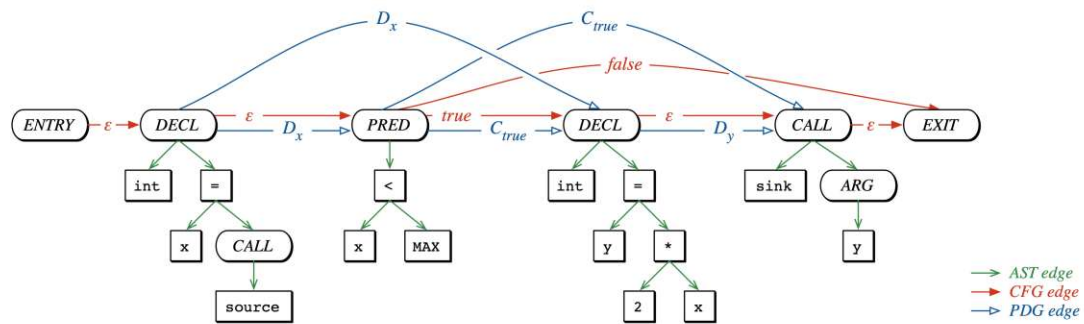 D_x C_true
false
ENTRY ε DECL ε PRED true DECL ε CALL ε EXIT
D_x C_true D_y
int = < int = sink ARG
x CALL x MAX y * y
source 2 x
AST edge
CFG edge
PDG edge